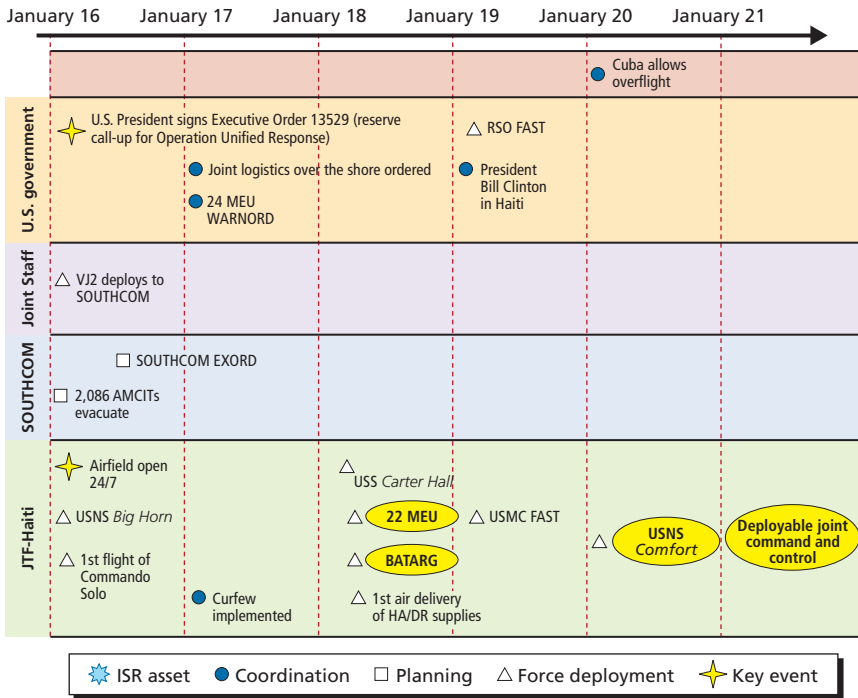 January 16 January 17 January 18 January 19 January 20 January 21
Cuba allows
overflight
U.S. government
U.S. President signs Executive Order 13529 (reserve
call-up for Operation Unified Response)
RSO FAST
Joint logistics over the shore ordered
President
Bill Clinton
in Haiti
24 MEU
WARNORD
Joint Staff
VJ2 deploys to
SOUTHCOM
SOUTHCOM
SOUTHCOM EXORD
2,086 AMCITs
evacuate
JTF-Haiti
Airfield open
24/7
USS Carter Hall
USNS Big Horn
22 MEU
USMC FAST
USNS
Comfort
Deployable joint
command and
control
1st flight of
Commando
Solo
BATARG
Curfew
implemented
1st air delivery
of HA/DR supplies
ISR asset Coordination Planning Force deployment Key event